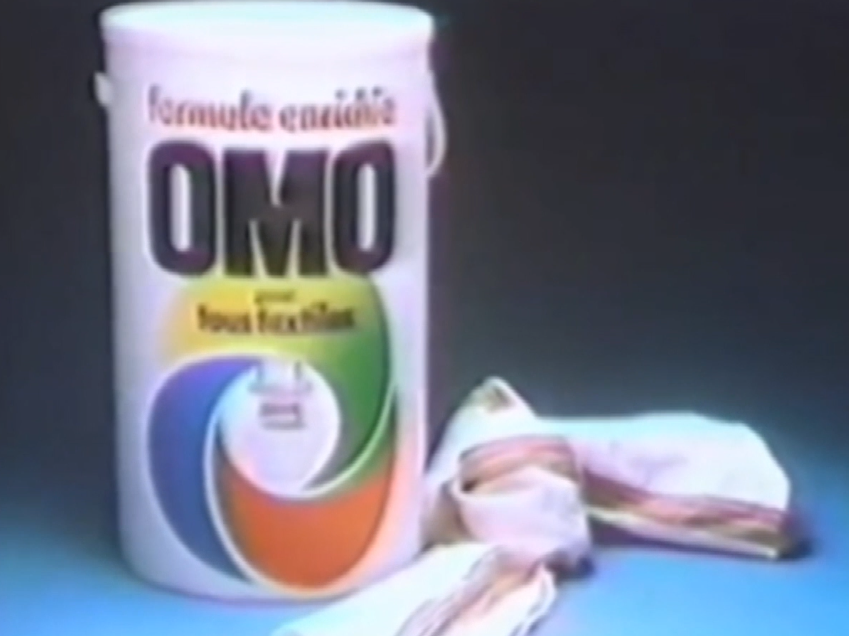 formule enrichie
OMO
pour
tous textiles